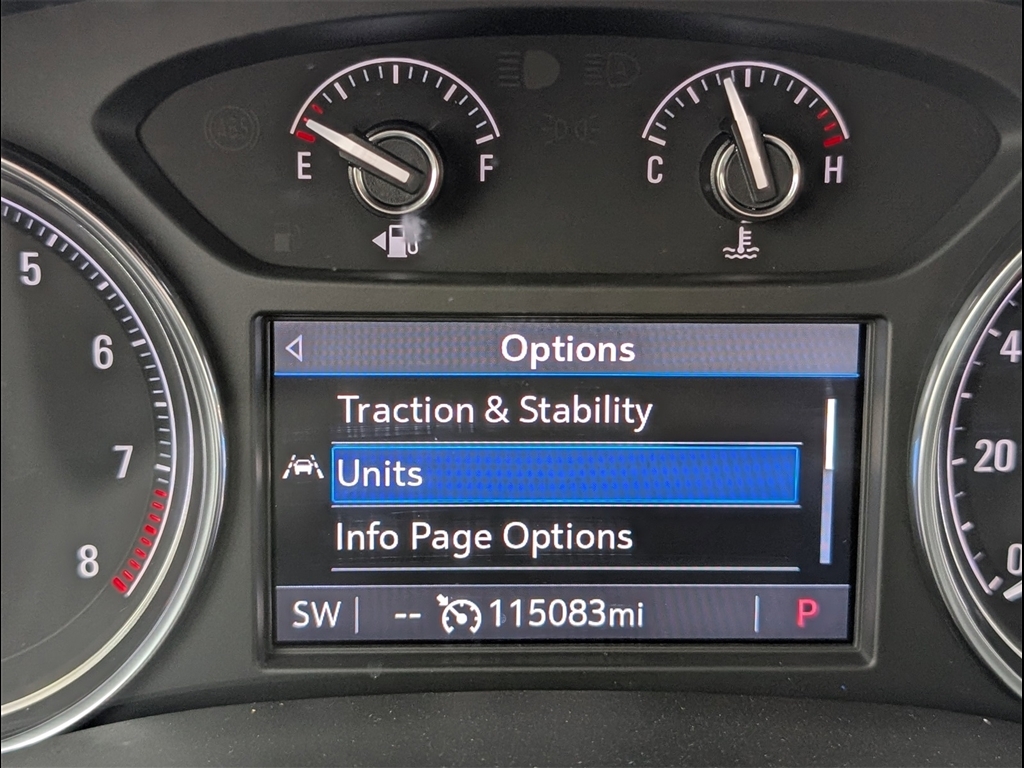 E F
C H
5
6
7
8
Options
Traction & Stability
Units
Info Page Options
SW -- 115083mi P
4
20
0